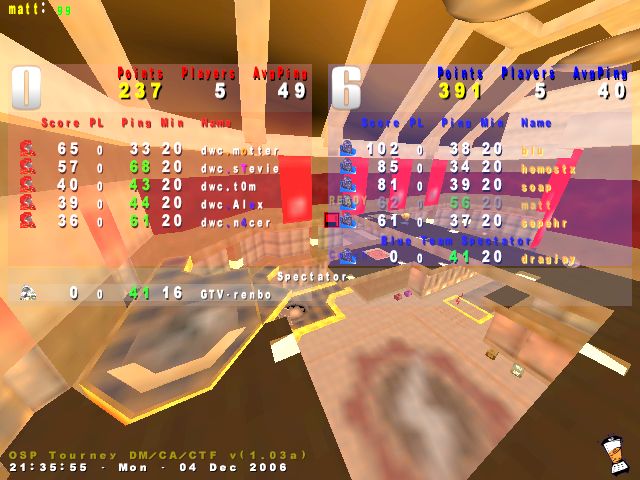 matt: gg
0 Points Players AvgPing
237 5 49
6 Points Players AvgPing
391 5 40
Score PL Ping Min Name
65 0 33 20 dwc.motter
57 0 68 20 dwc.sTevie
40 0 43 20 dwc.t0m
39 0 44 20 dwc.Alex
36 0 61 20 dwc.n4cer
Score PL Ping Min Name
102 0 38 20 blu
85 0 34 20 hemostx
81 0 39 20 soap
62 0 56 20 matt
61 0 37 20 sepehr
READY
Blue Team Spectator
0 0 41 20
Spectator
0 0 41 16 GTV-renbo
OSP Tourney DM/CA/CTF v(1.03a)
21:35:55 - Mon - 04 Dec 2006